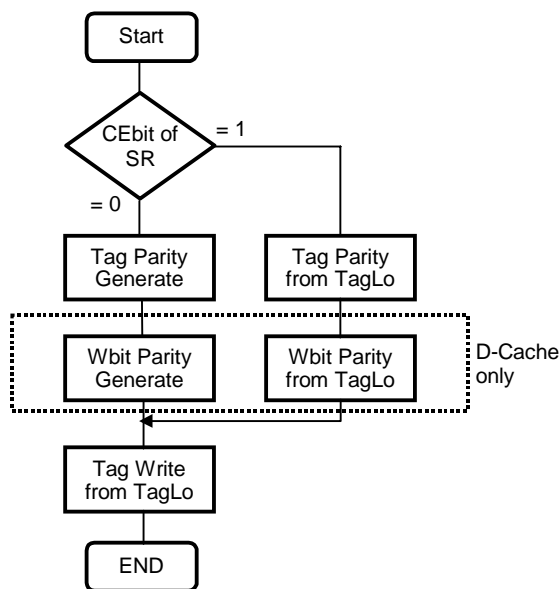 Start
CEbit of
SR
= 1
= 0
Tag Parity
Generate
Tag Parity
from TagLo
Wbit Parity
Generate
Wbit Parity
from TagLo
D-Cache
only
Tag Write
from TagLo
END